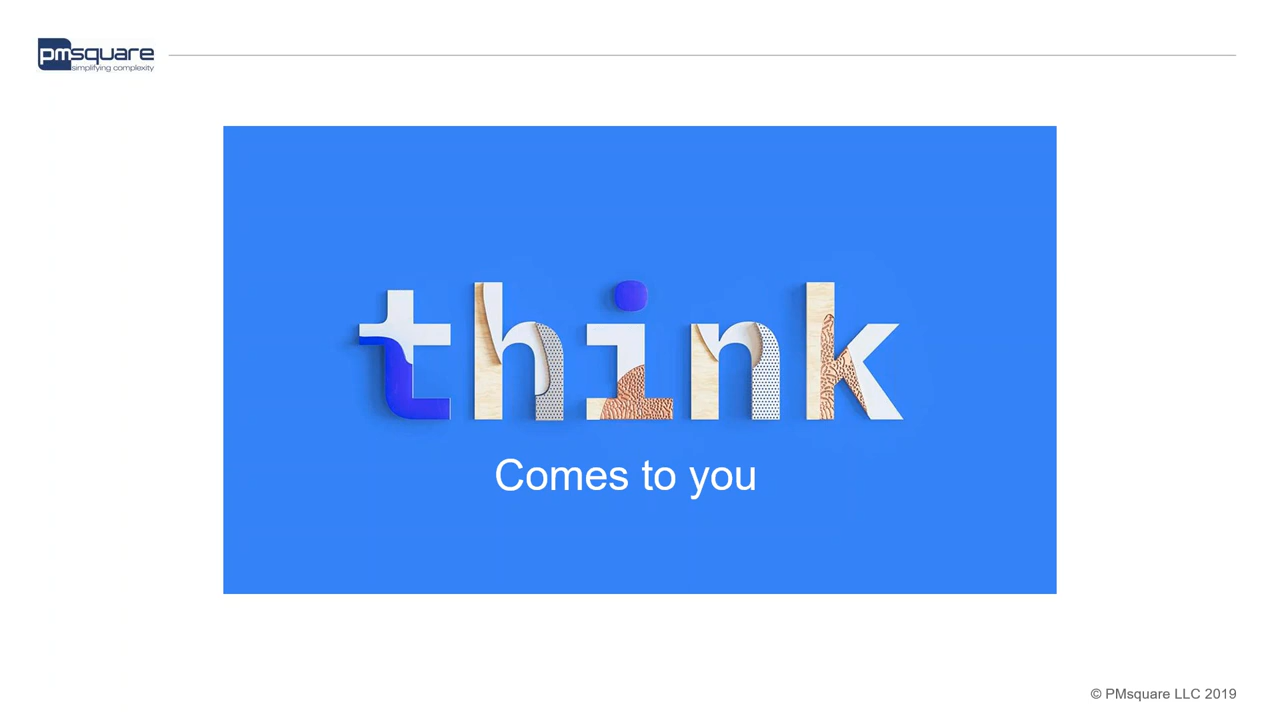 pmsquare
simplifying complexity
think
Comes to you
© PMsquare LLC 2019